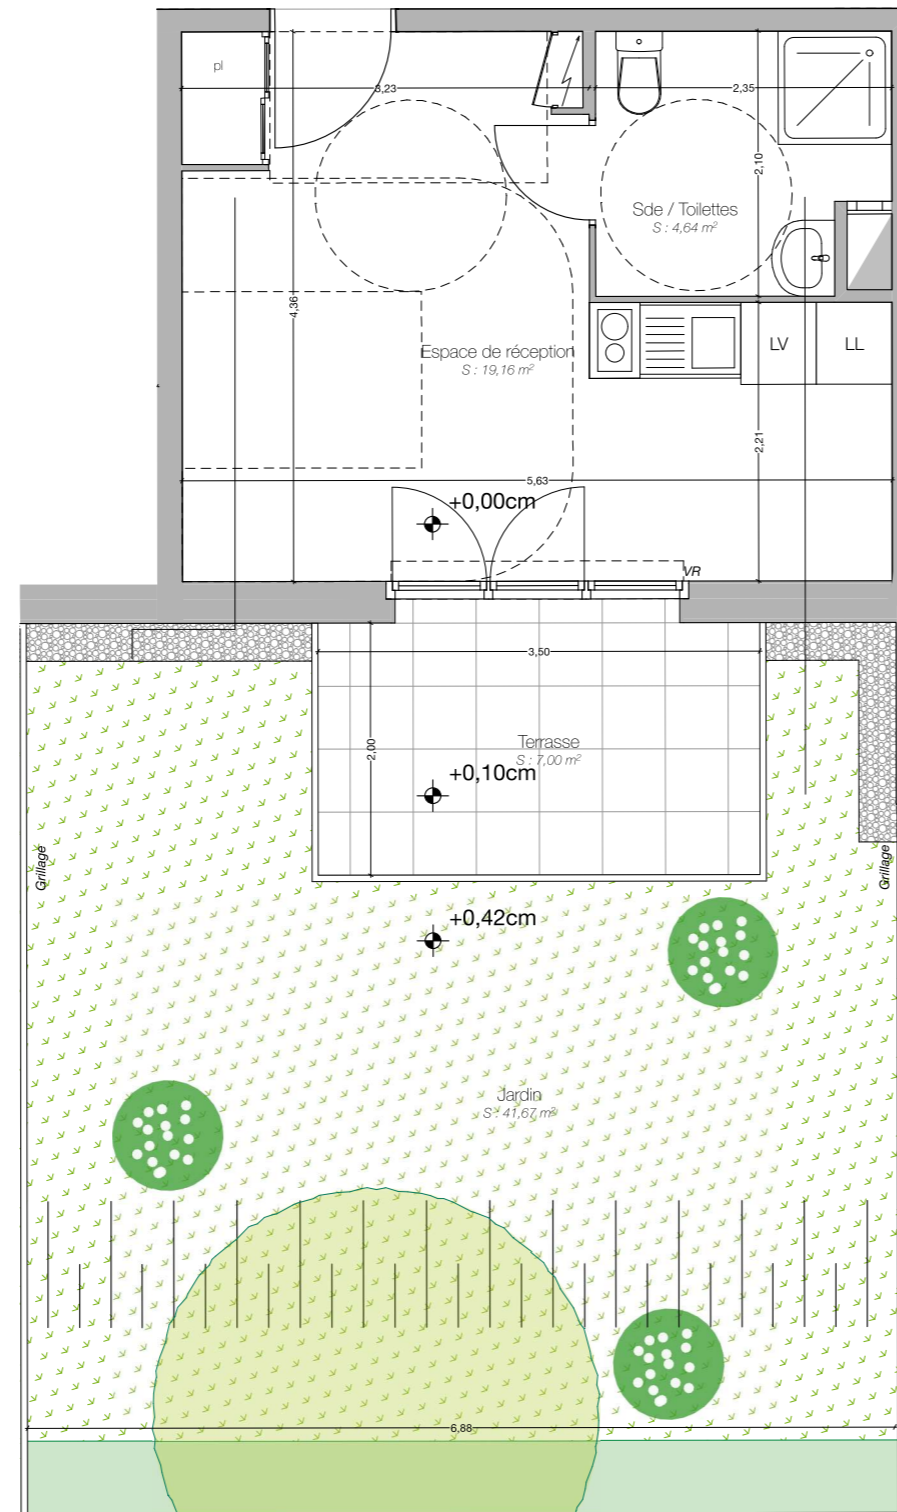 pl
3,23
2,35
2,10
Sde / Toilettes
S : 4,64 m²
4,36
Espace de réception
S : 19,16 m²
LV
LL
2,21
5,63
+0,00cm
VR
3,50
2,00
Terrasse
S : 7,00 m²
+0,10cm
Grillage
Grillage
+0,42cm
Jardin
S : 41,67 m²
6,88